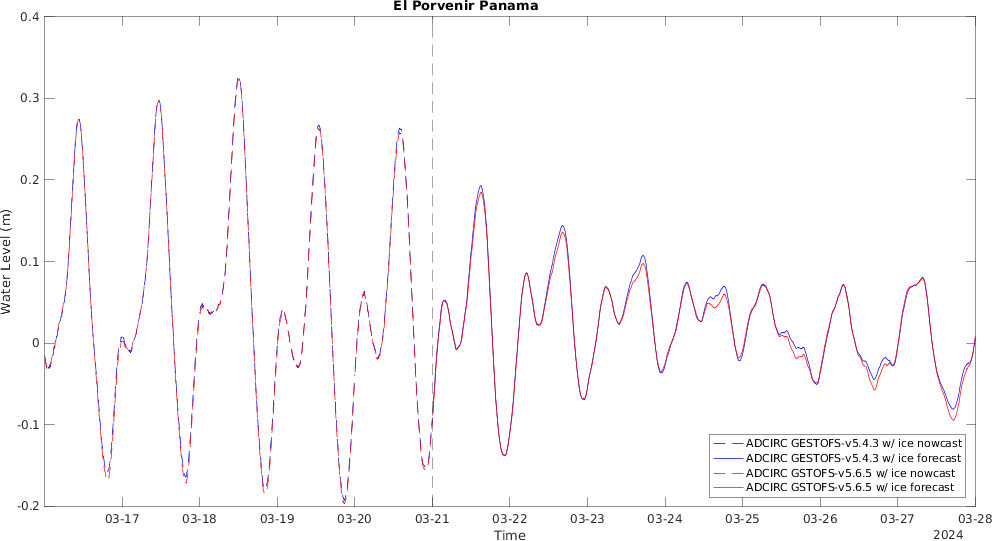 El Porvenir Panama
0.4
0.3
0.2
0.1
0
-0.1
-0.2
Water Level (m)
03-17 03-18 03-19 03-20 03-21 03-22 03-23 03-24 03-25 03-26 03-27 03-28
Time
2024
ADCIRC GESTOFS-v5.4.3 w/ ice nowcast
ADCIRC GESTOFS-v5.4.3 w/ ice forecast
ADCIRC GSTOFS-v5.6.5 w/ ice nowcast
ADCIRC GSTOFS-v5.6.5 w/ ice forecast